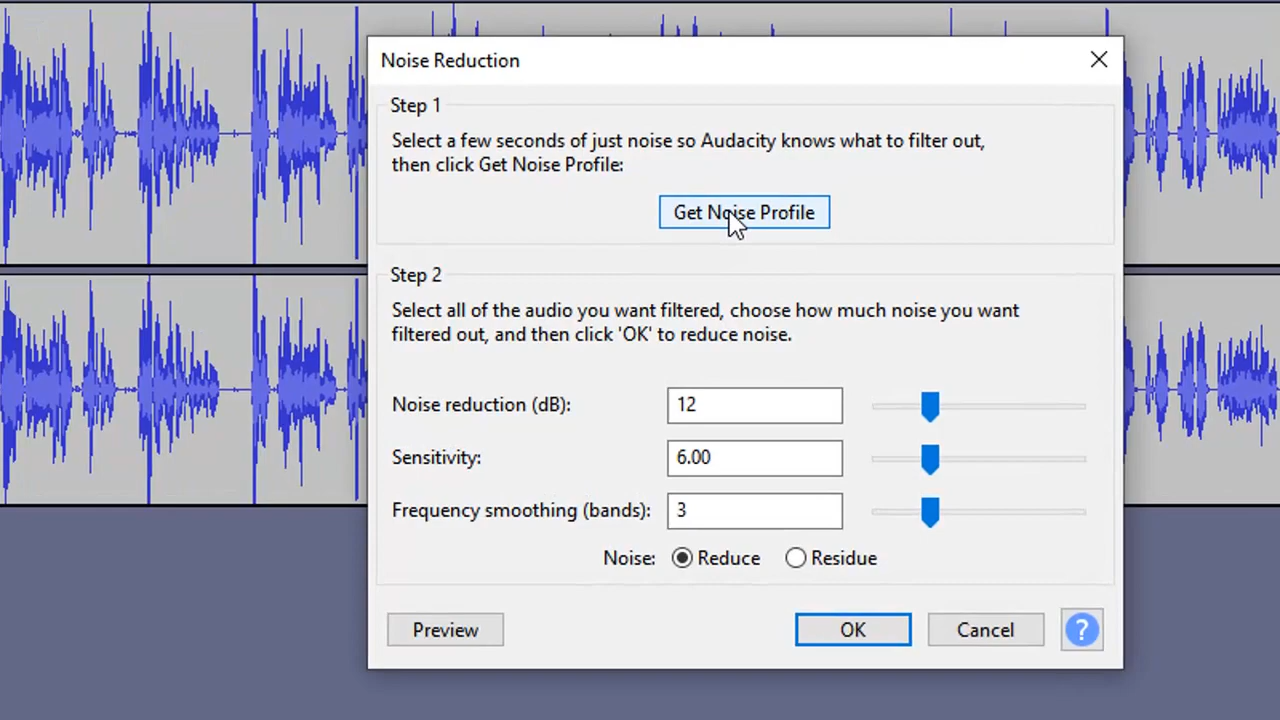 Noise Reduction
Step 1
Select a few seconds of just noise so Audacity knows what to filter out,
then click Get Noise Profile:
Get Noise Profile
Step 2
Select all of the audio you want filtered, choose how much noise you want
filtered out, and then click 'OK' to reduce noise.
Noise reduction (dB): 12
Sensitivity: 6.00
Frequency smoothing (bands): 3
Noise: Reduce Residue
Preview OK Cancel ?